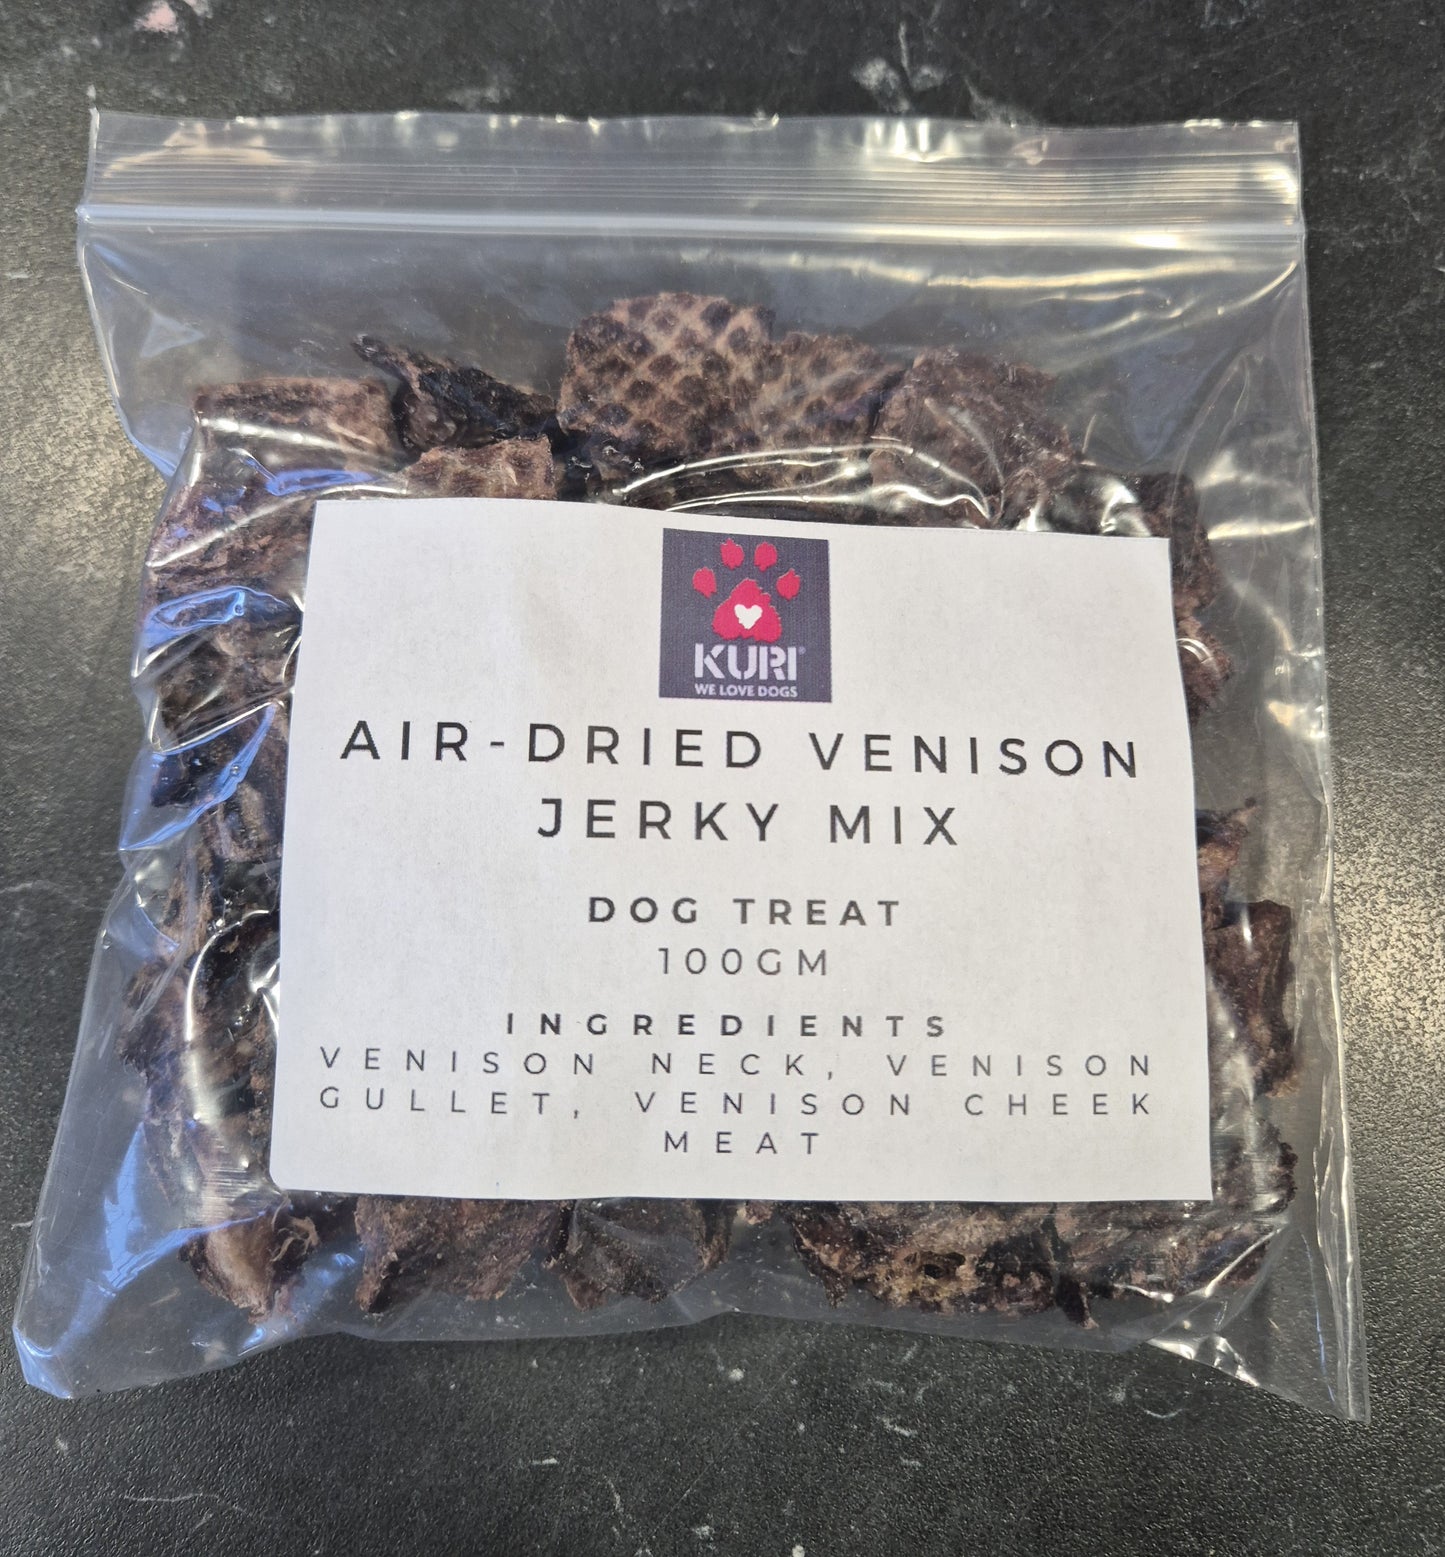 KURI®
WE LOVE DOGS
AIR-DRIED VENISON
JERKY MIX
DOG TREAT
100GM
INGREDIENTS
VENISON NECK, VENISON
GULLET, VENISON CHEEK
MEAT